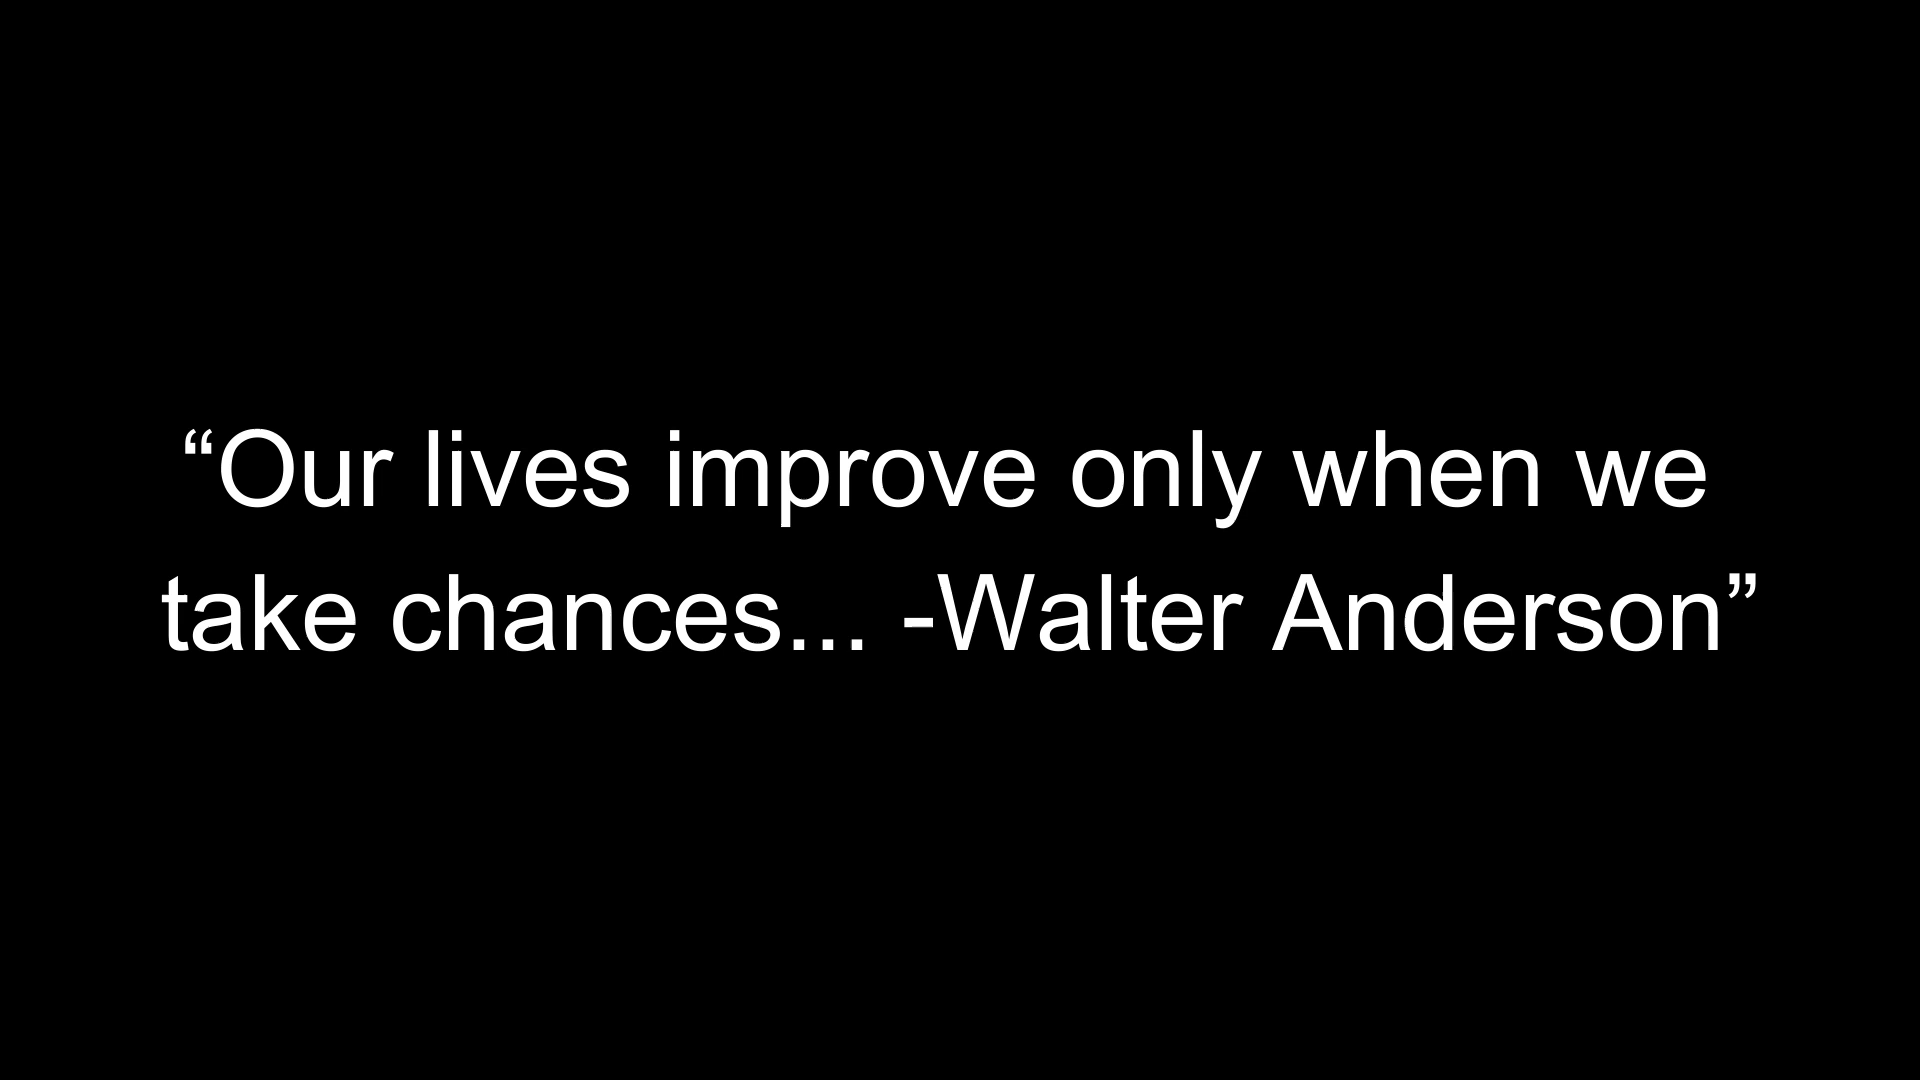 “Our lives improve only when we
take chances... -Walter Anderson”